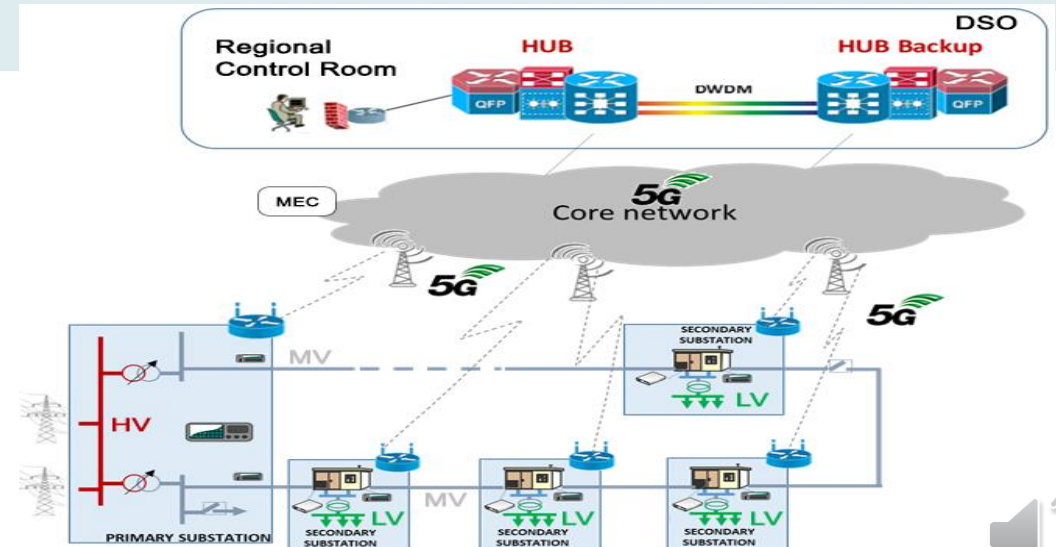 DSO
Regional
Control Room
HUB
HUB Backup
QFP
DWDM
QFP
MEC
5G
Core network
5G
5G
MV
SECONDARY
SUBSTATION
LV
HV
MV
LV
LV
LV
PRIMARY SUBSTATION
SECONDARY
SUBSTATION
SECONDARY
SUBSTATION
SECONDARY
SUBSTATION